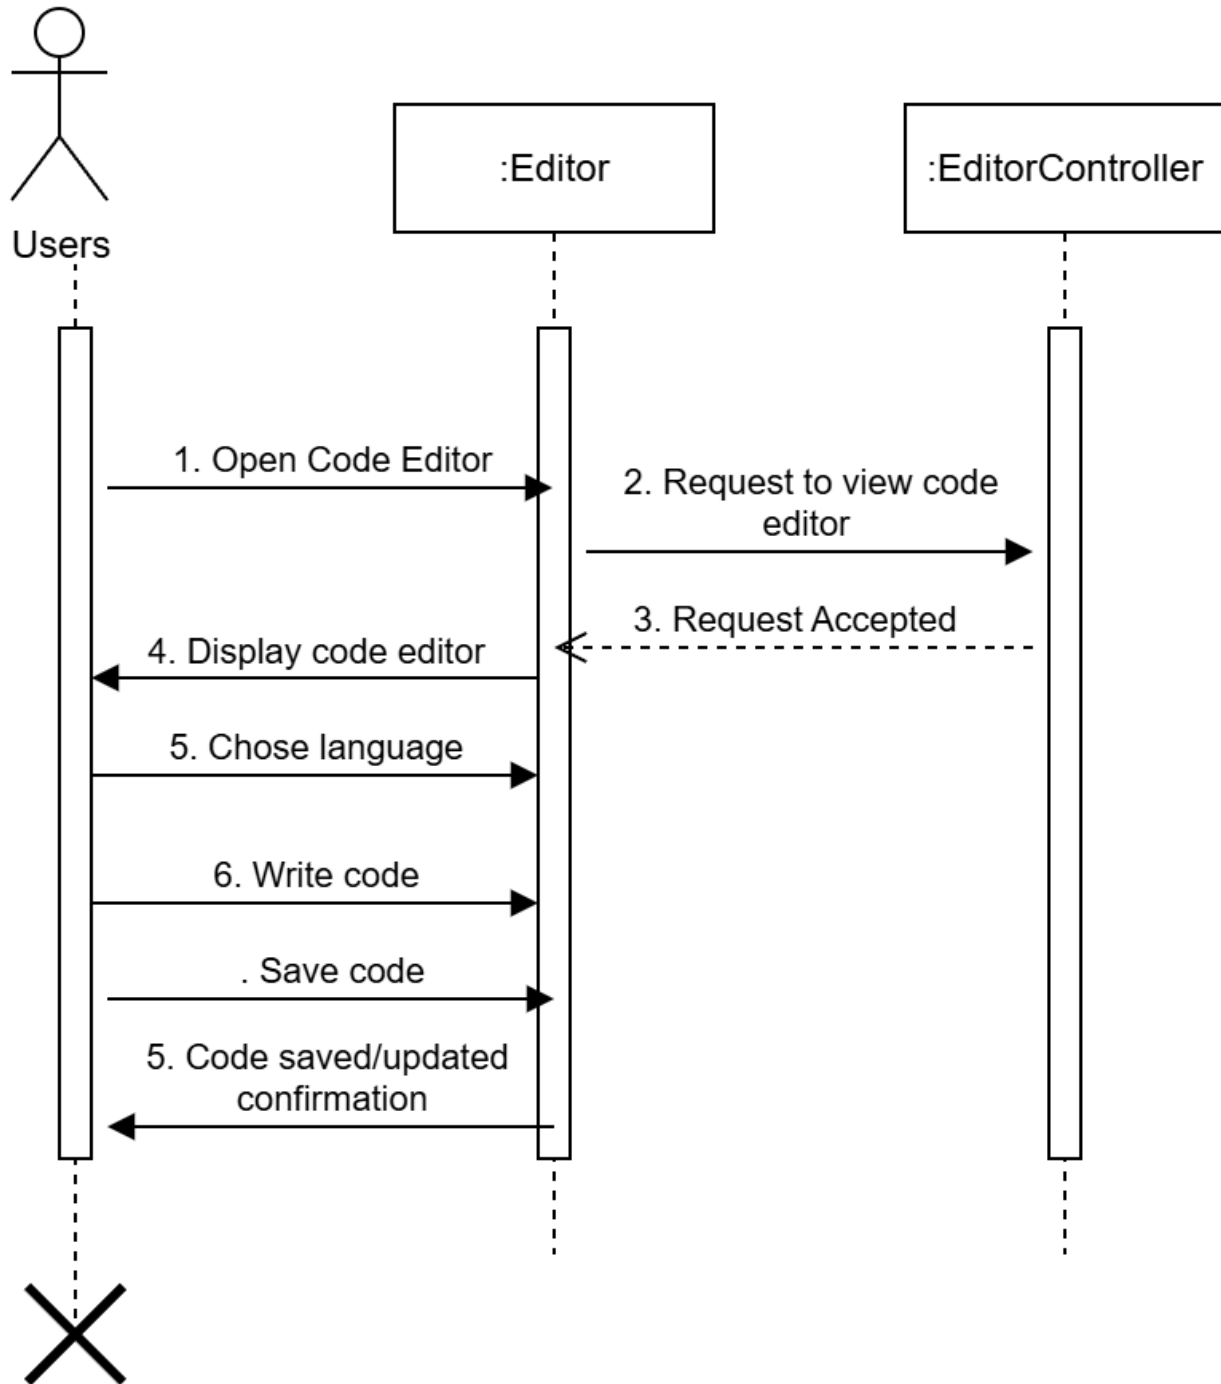 :Editor
:EditorController
Users
1. Open Code Editor
2. Request to view code
editor
3. Request Accepted
4. Display code editor
5. Chose language
6. Write code
. Save code
5. Code saved/updated
confirmation